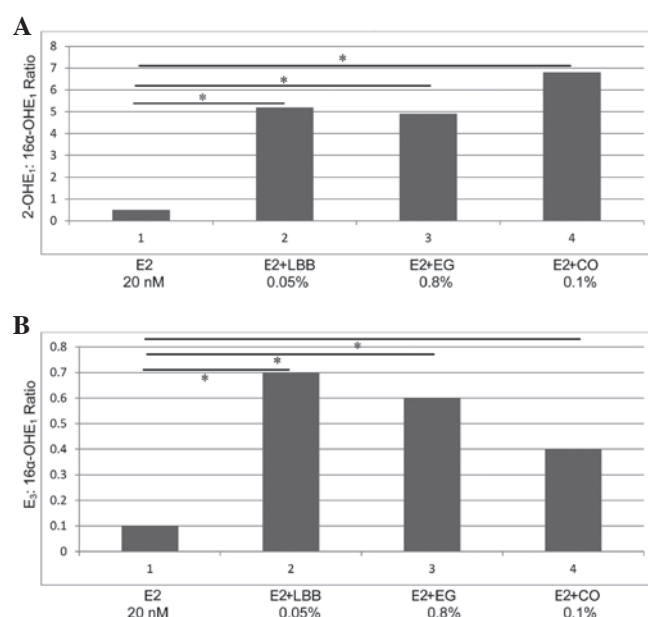 A
2-OHE₁: 16α-OHE₁ Ratio
8
7
6
5
4
3
2
1
0
*
*
*
1 2 3 4
E2 E2+LBB E2+EG E2+CO
20 nM 0.05% 0.8% 0.1%
B
E₃: 16α-OHE₁ Ratio
0.8
0.7
0.6
0.5
0.4
0.3
0.2
0.1
0
*
*
*
1 2 3 4
E2 E2+LBB E2+EG E2+CO
20 nM 0.05% 0.8% 0.1%